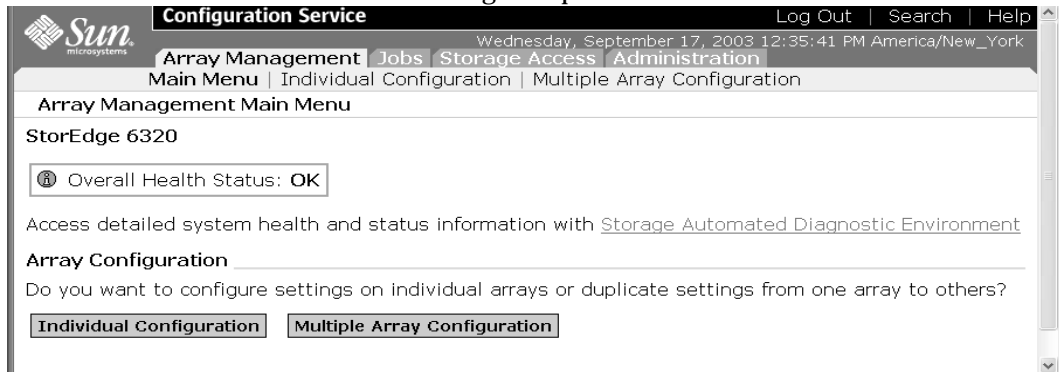 Configuration Service
Log Out | Search | Help
Sun
microsystems
Wednesday, September 17, 2003 12:35:41 PM America/New_York
Array Management Jobs Storage Access Administration
Main Menu | Individual Configuration | Multiple Array Configuration
Array Management Main Menu
StorEdge 6320
Overall Health Status: OK
Access detailed system health and status information with Storage Automated Diagnostic Environment
Array Configuration
Do you want to configure settings on individual arrays or duplicate settings from one array to others?
Individual Configuration Multiple Array Configuration